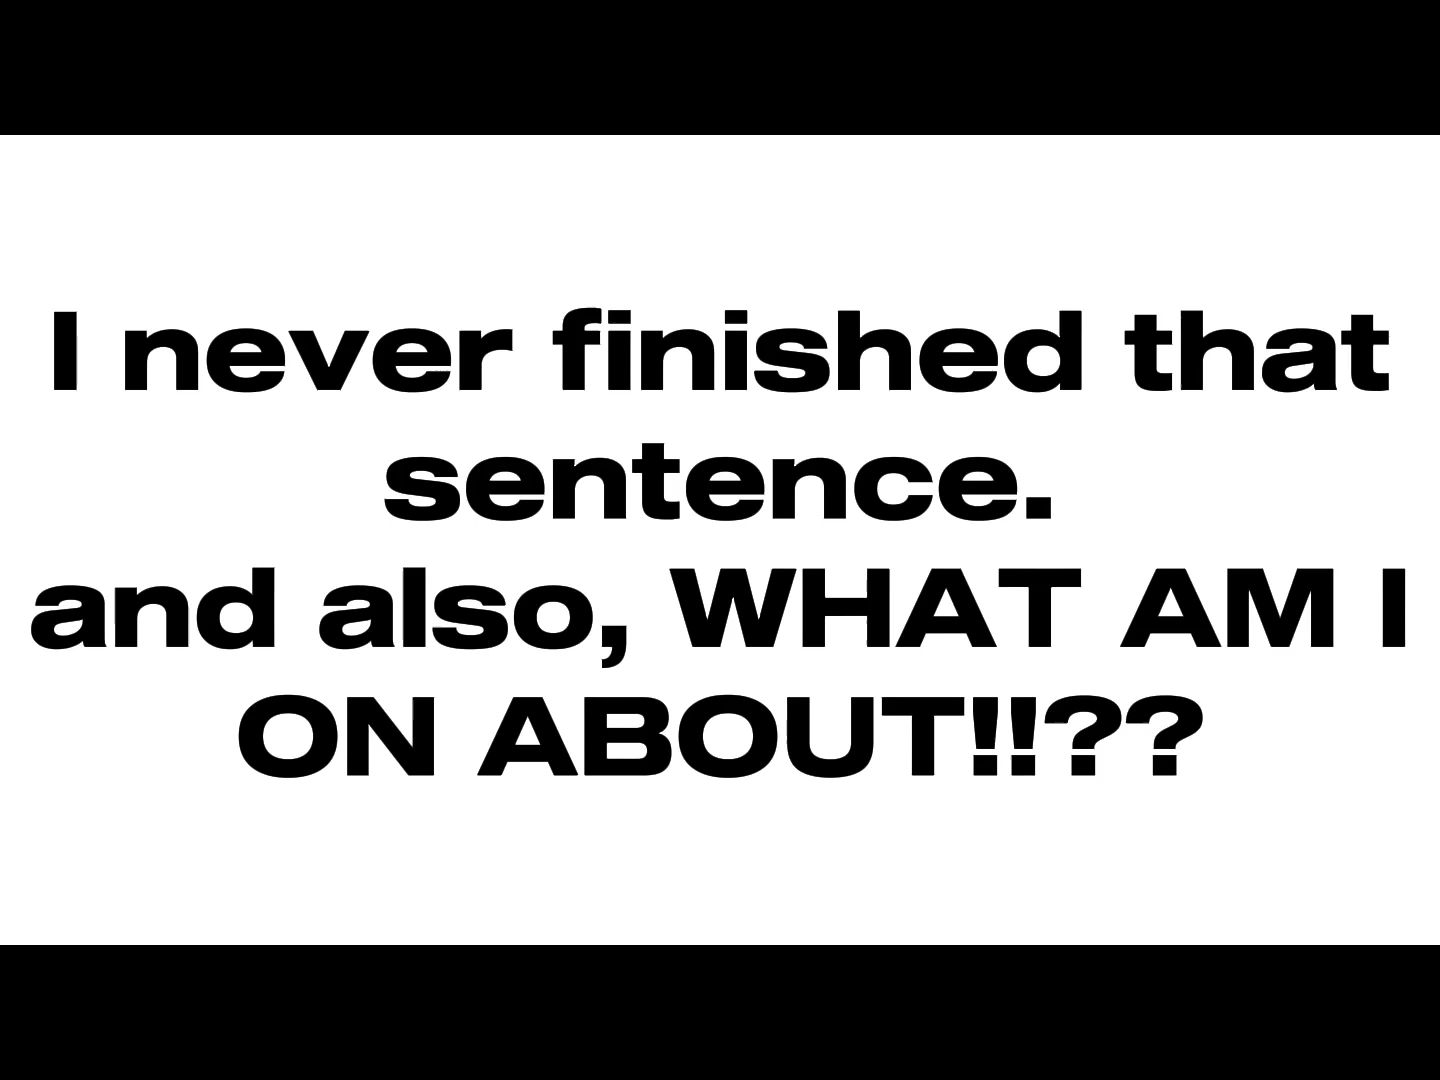 I never finished that
sentence.
and also, WHAT AM I
ON ABOUT!!??